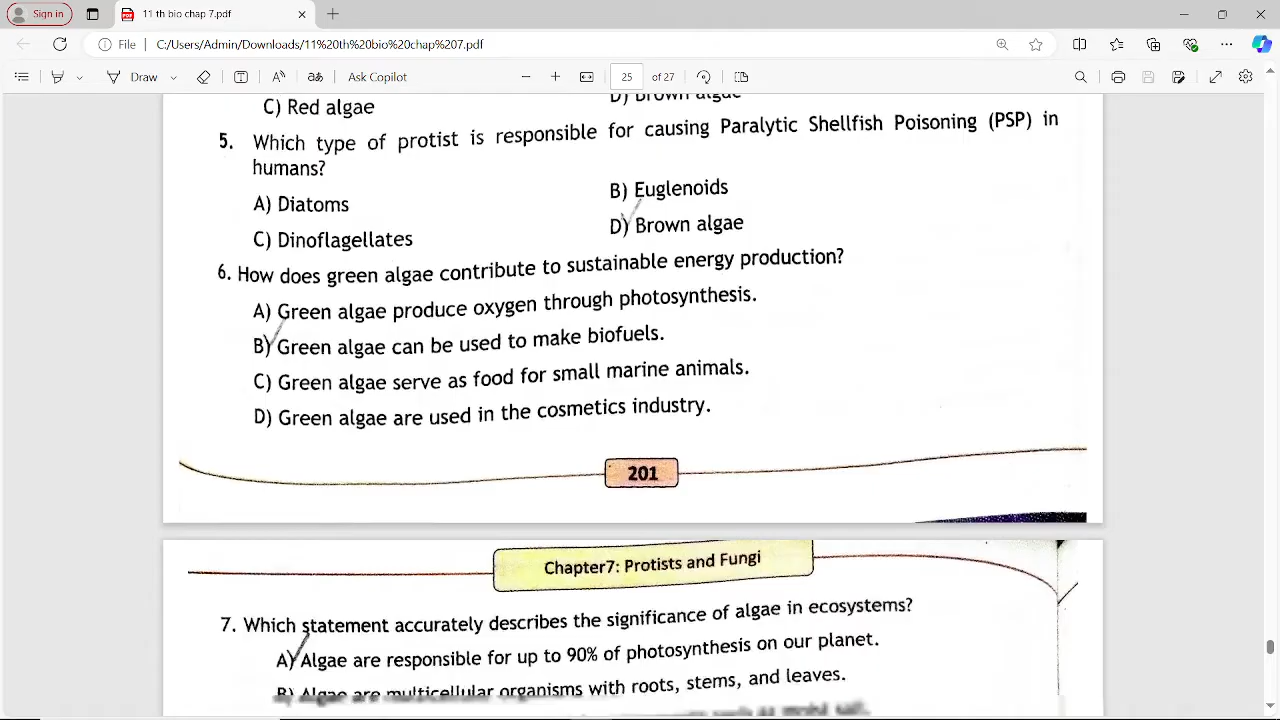 Sign in
11 th bio chap 7.pdf
File
C:/Users/Admin/Downloads/11%20th%20bio%20chap%207.pdf
Draw
Ask Copilot
25 of 27
C) Red algae
D) Brown algae
5. Which type of protist is responsible for causing Paralytic Shellfish Poisoning (PSP) in
humans?
A) Diatoms
B) Euglenoids
C) Dinoflagellates
D) Brown algae
6. How does green algae contribute to sustainable energy production?
A) Green algae produce oxygen through photosynthesis.
B) Green algae can be used to make biofuels.
C) Green algae serve as food for small marine animals.
D) Green algae are used in the cosmetics industry.
201
Chapter7: Protists and Fungi
7. Which statement accurately describes the significance of algae in ecosystems?
A) Algae are responsible for up to 90% of photosynthesis on our planet.
B) Algae are multicellular organisms with roots, stems, and leaves.
such as moist soil.